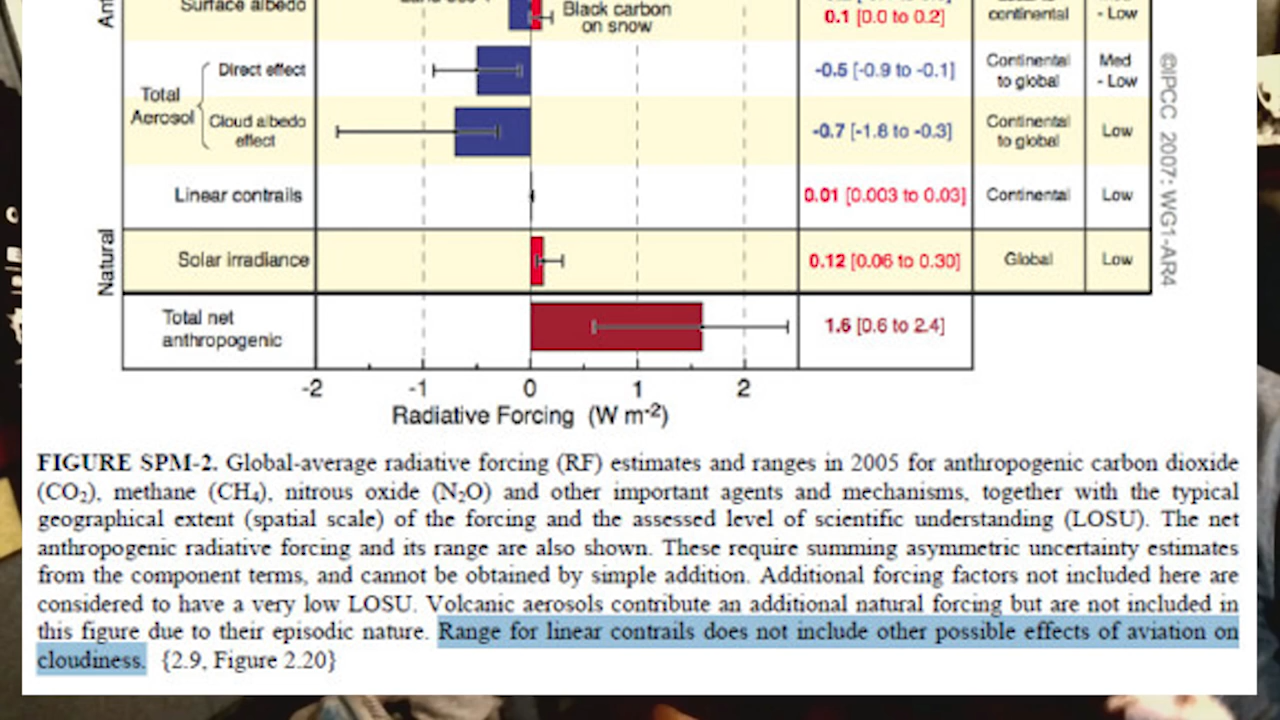 Surface albedo
Black carbon
on snow
0.1 [0.0 to 0.2]
continental
- Low
Total
Aerosol
Direct effect
-0.5 [-0.9 to -0.1]
Continental
to global
Med
- Low
Cloud albedo
effect
-0.7 [-1.8 to -0.3]
Continental
to global
Low
Linear contrails
0.01 [0.003 to 0.03]
Continental
Low
Natural
Solar irradiance
0.12 [0.06 to 0.30]
Global
Low
Total net
anthropogenic
1.6 [0.6 to 2.4]
-2 -1 0 1 2
Radiative Forcing (W m-2)
©IPCC 2007: WG1-AR4
FIGURE SPM-2. Global-average radiative forcing (RF) estimates and ranges in 2005 for anthropogenic carbon dioxide
(CO₂), methane (CH₄), nitrous oxide (N₂O) and other important agents and mechanisms, together with the typical
geographical extent (spatial scale) of the forcing and the assessed level of scientific understanding (LOSU). The net
anthropogenic radiative forcing and its range are also shown. These require summing asymmetric uncertainty estimates
from the component terms, and cannot be obtained by simple addition. Additional forcing factors not included here are
considered to have a very low LOSU. Volcanic aerosols contribute an additional natural forcing but are not included in
this figure due to their episodic nature. Range for linear contrails does not include other possible effects of aviation on
cloudiness. {2.9, Figure 2.20}